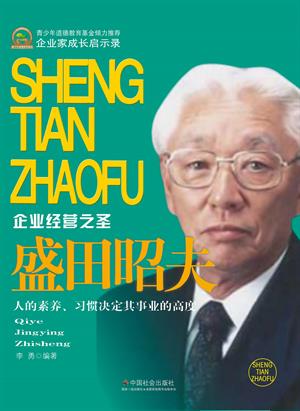 青少年道德教育基金倾力推荐
企业家成长启示录
SHENG
TIAN
ZHAOFU
企业经营之圣
盛田昭夫
人的素养、习惯决定其事业的高度
Qiye
Jingying
Zhisheng
李 勇 编著
SHENG
TIAN
ZHAOFU
中国社会出版社